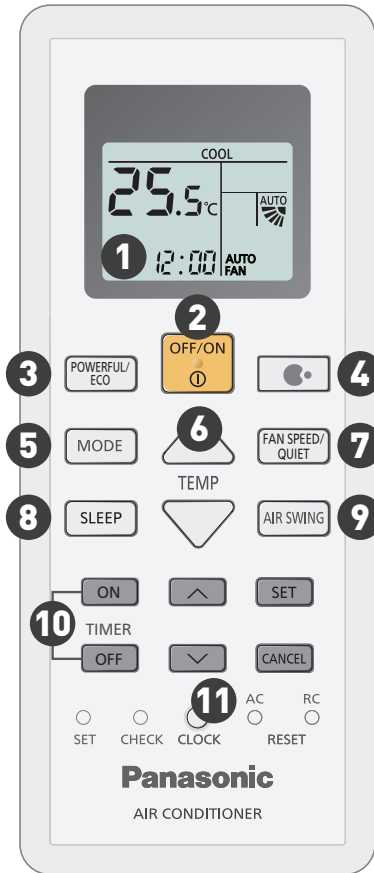 COOL
25.5°C
AUTO
1
12:00
AUTO
FAN
2
OFF/ON
3
POWERFUL/
ECO
4
5
MODE
6
FAN SPEED/
QUIET
7
TEMP
8
SLEEP
AIR SWING
9
ON
SET
10
TIMER
OFF
CANCEL
11
AC
RC
SET
CHECK
CLOCK
RESET
Panasonic
AIR CONDITIONER